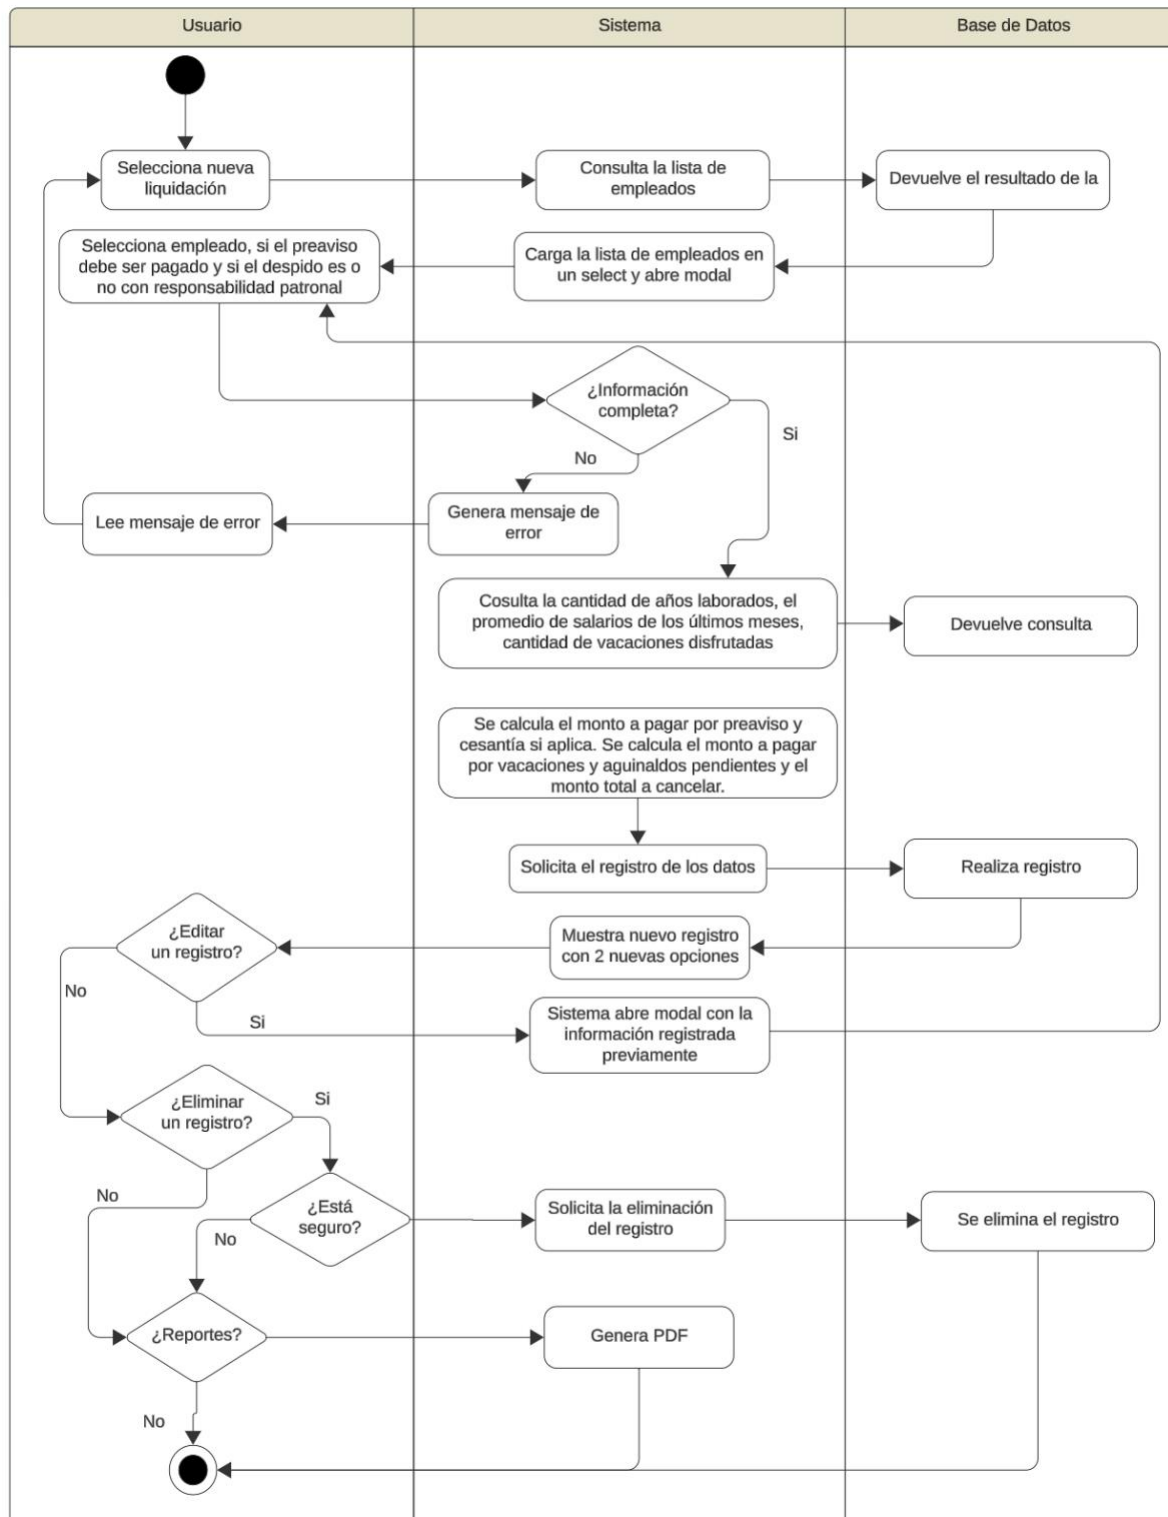 Usuario
Sistema
Base de Datos
Selecciona nueva
liquidación
Consulta la lista de
empleados
Devuelve el resultado de la
Selecciona empleado, si el preaviso
debe ser pagado y si el despido es o
no con responsabilidad patronal
Carga la lista de empleados en
un select y abre modal
¿Información
completa?
Si
No
Lee mensaje de error
Genera mensaje de
error
Cosulta la cantidad de años laborados, el
promedio de salarios de los últimos meses,
cantidad de vacaciones disfrutadas
Devuelve consulta
Se calcula el monto a pagar por preaviso y
cesantía si aplica. Se calcula el monto a pagar
por vacaciones y aguinaldos pendientes y el
monto total a cancelar.
Solicita el registro de los datos
Realiza registro
¿Editar
un registro?
Muestra nuevo registro
con 2 nuevas opciones
No
Si
Sistema abre modal con la
información registrada
previamente
¿Eliminar
un registro?
Si
No
¿Está
seguro?
Solicita la eliminación
del registro
Se elimina el registro
No
¿Reportes?
Genera PDF
No